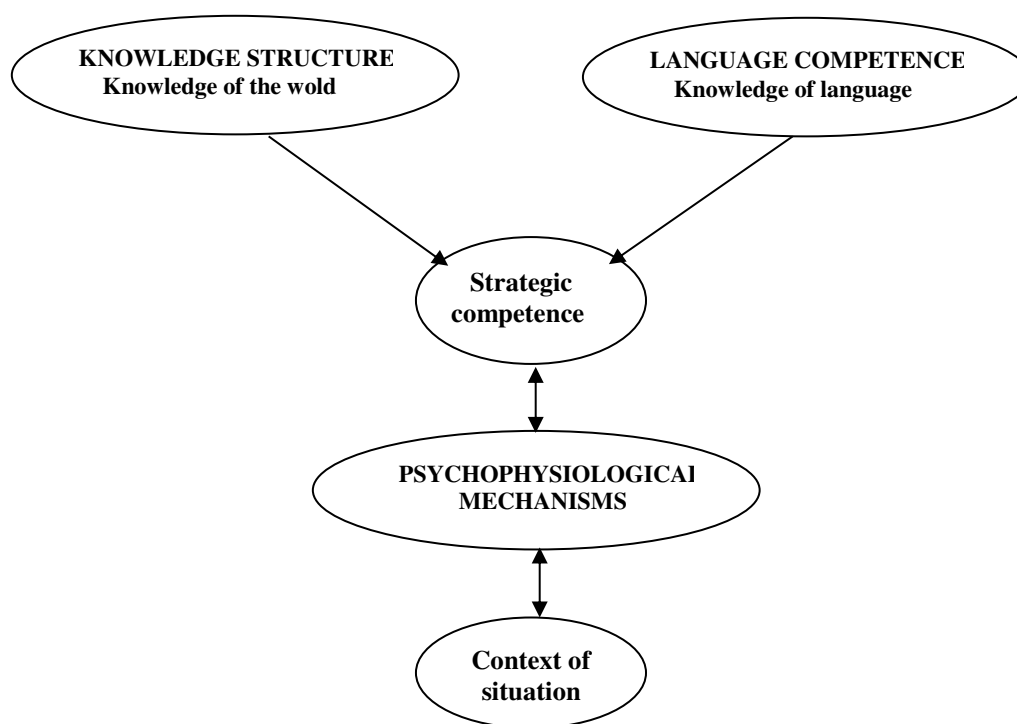 KNOWLEDGE STRUCTURE
Knowledge of the wold
LANGUAGE COMPETENCE
Knowledge of language
Strategic
competence
PSYCHOPHYSIOLOGICAL
MECHANISMS
Context of
situation